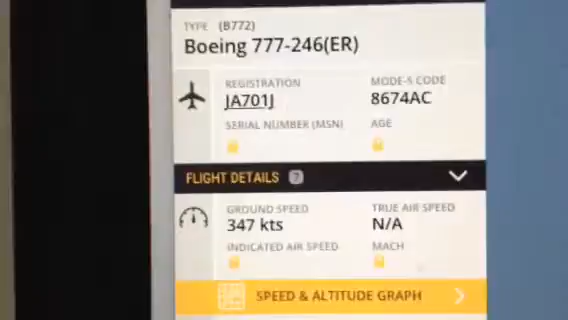 TYPE (B772)
Boeing 777-246(ER)
REGISTRATION MODE-S CODE
JA701J 8674AC
SERIAL NUMBER (MSN) AGE
FLIGHT DETAILS ?
GROUND SPEED TRUE AIR SPEED
347 kts N/A
INDICATED AIR SPEED MACH
SPEED & ALTITUDE GRAPH